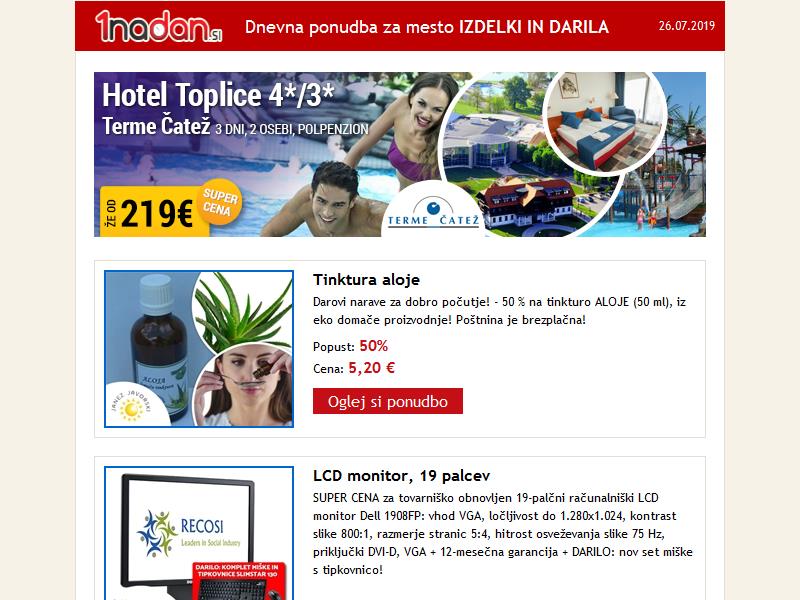 1nadan.si
Dnevna ponudba za mesto IZDELKI IN DARILA
26.07.2019
Hotel Toplice 4*/3*
Terme Čatež 3 DNI, 2 OSEBI, POLPENZION
ŽE OD 219€
SUPER
CENA
TERME ČATEŽ
Tinktura aloje
Darovi narave za dobro počutje! - 50 % na tinkturo ALOJE (50 ml), iz
eko domače proizvodnje! Poštnina je brezplačna!
Popust: 50%
Cena: 5,20 €
Oglej si ponudbo
ALOJA
JANEZ JAVORSKI
LCD monitor, 19 palcev
SUPER CENA za tovarniško obnovljen 19-palčni računalniški LCD
monitor Dell 1908FP: vhod VGA, ločljivost do 1.280x1.024, kontrast
slike 800:1, razmerje stranic 5:4, hitrost osveževanja slike 75 Hz,
priključki DVI-D, VGA + 12-mesečna garancija + DARILO: nov set miške
s tipkovnico!
RECOSI
Leaders in Social Industry
DARILO: KOMPLET MIŠKE IN
TIPKOVNICE SLIMSTAR 130